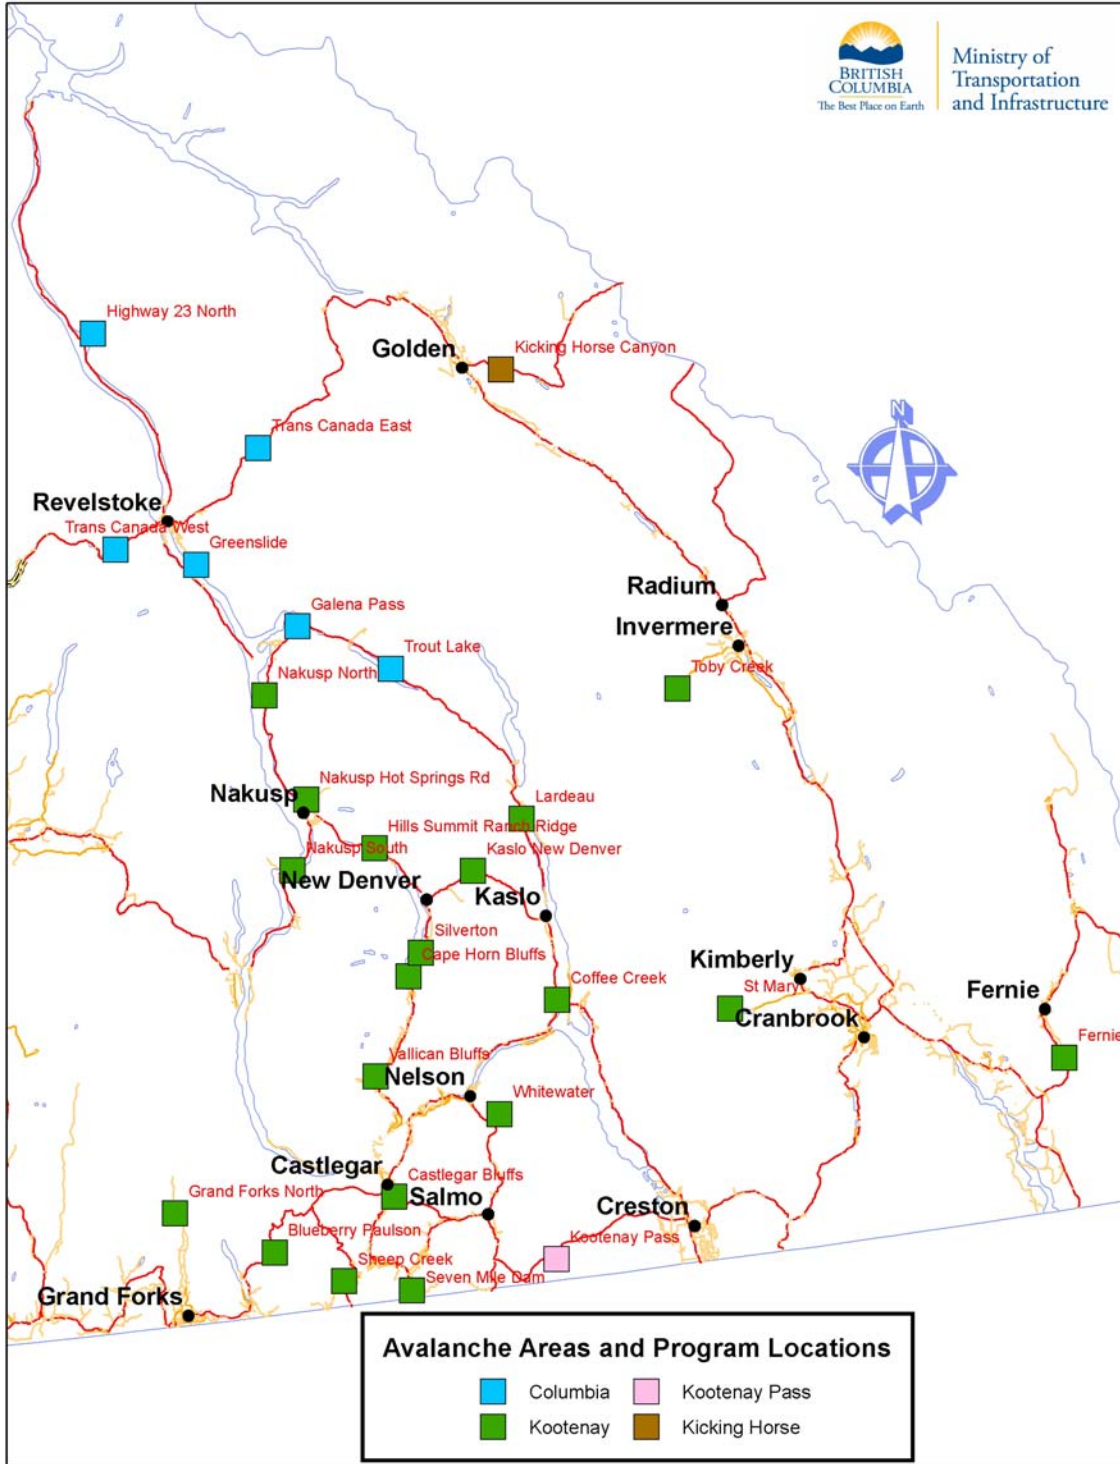 BRITISH
COLUMBIA
The Best Place on Earth
Ministry of
Transportation
and Infrastructure
Highway 23 North
Golden
Kicking Horse Canyon
N
Trans Canada East
Revelstoke
Trans Canada West
Greenslide
Radium
Galena Pass
Invermere
Trout Lake
Toby Creek
Nakusp North
Nakusp Hot Springs Rd
Nakusp
Lardeau
Hills Summit Ranch Ridge
Nakusp South
Kaslo New Denver
New Denver
Kaslo
Silverton
Cape Horn Bluffs
Kimberly
Coffee Creek
St Mary
Fernie
Cranbrook
Fernie
Vallican Bluffs
Nelson
Whitewater
Castlegar
Castlegar Bluffs
Grand Forks North
Salmo
Creston
Blueberry Paulson
Kootenay Pass
Sheep Creek
Seven Mile Dam
Grand Forks
Avalanche Areas and Program Locations
Columbia
Kootenay Pass
Kootenay
Kicking Horse